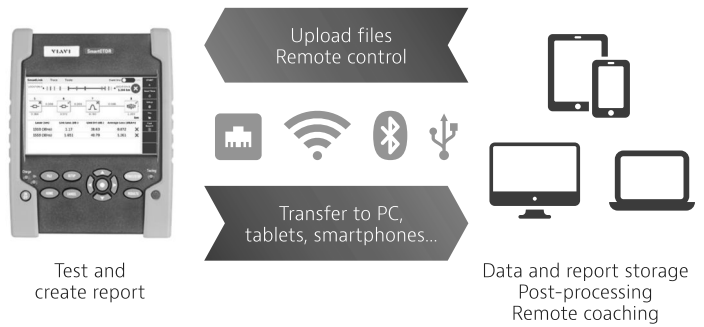 VIAVI
SmartOTDR
Upload files
Remote control
Transfer to PC,
tablets, smartphones...
Test and
create report
Data and report storage
Post-processing
Remote coaching